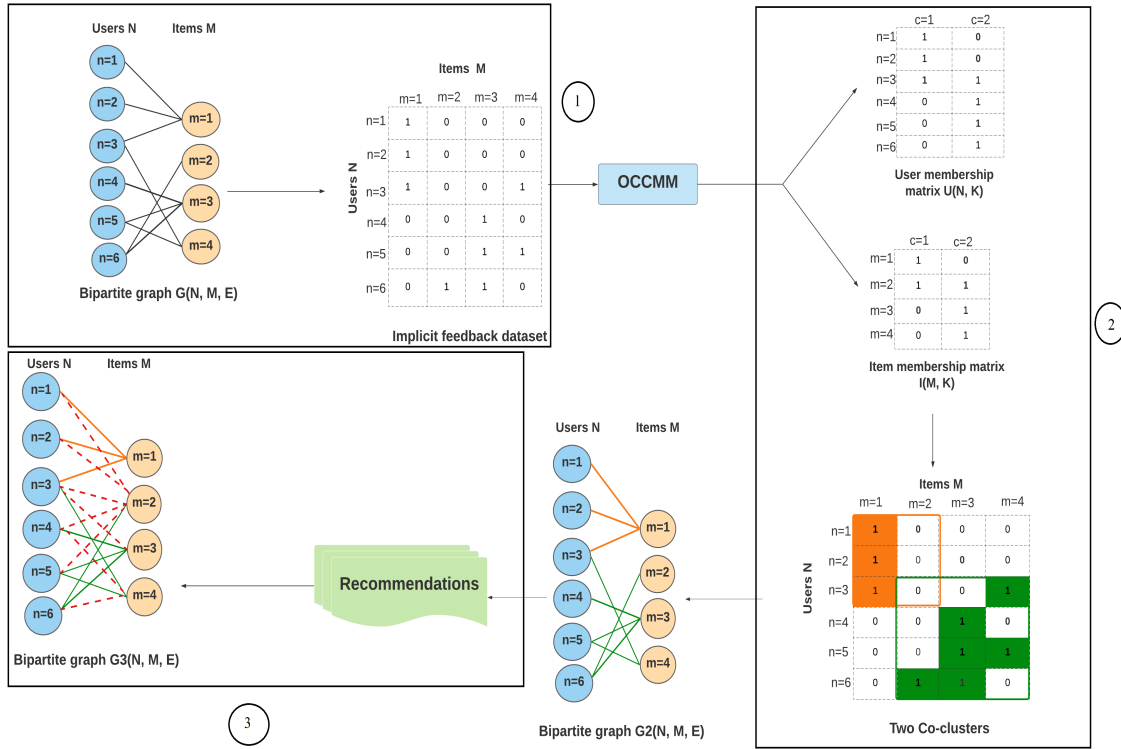 Users N Items M
n=1
n=2
n=3
n=4
n=5
n=6
m=1
m=2
m=3
m=4
Bipartite graph G(N, M, E)
Items M
m=1 m=2 m=3 m=4
Users N
n=1 1 0 0 0
n=2 1 0 0 0
n=3 1 0 0 1
n=4 0 0 1 0
n=5 0 0 1 1
n=6 0 1 1 0
Implicit feedback dataset
1
OCCMM
c=1 c=2
n=1 1 0
n=2 1 0
n=3 1 1
n=4 0 1
n=5 0 1
n=6 0 1
User membership
matrix U(N, K)
c=1 c=2
m=1 1 0
m=2 1 1
m=3 0 1
m=4 0 1
Item membership matrix
I(M, K)
2
Items M
m=1 m=2 m=3 m=4
Users N
n=1 1 0 0 0
n=2 1 0 0 0
n=3 1 0 0 1
n=4 0 0 1 0
n=5 0 0 1 1
n=6 0 1 1 0
Two Co-clusters
Users N Items M
n=1
n=2
n=3
n=4
n=5
n=6
m=1
m=2
m=3
m=4
Bipartite graph G2(N, M, E)
Recommendations
Users N Items M
n=1
n=2
n=3
n=4
n=5
n=6
m=1
m=2
m=3
m=4
Bipartite graph G3(N, M, E)
3